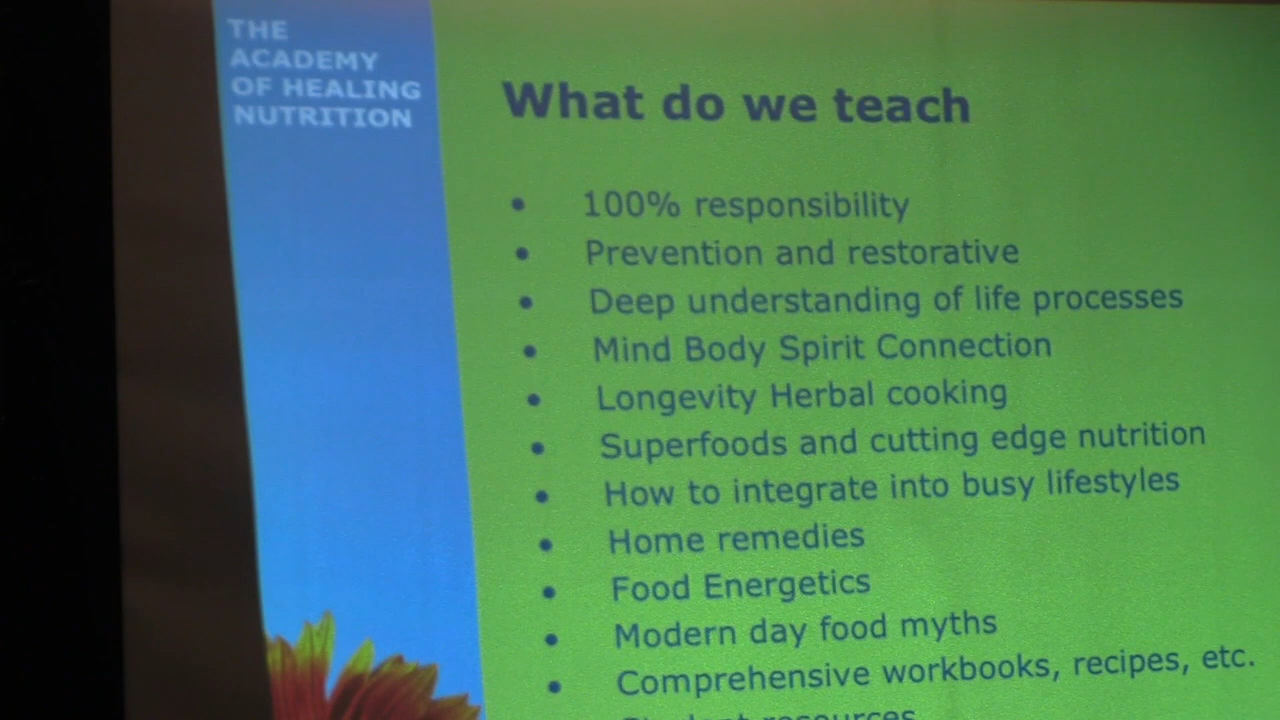 THE
ACADEMY
OF HEALING
NUTRITION
What do we teach
• 100% responsibility
• Prevention and restorative
• Deep understanding of life processes
• Mind Body Spirit Connection
• Longevity Herbal cooking
• Superfoods and cutting edge nutrition
• How to integrate into busy lifestyles
• Home remedies
• Food Energetics
• Modern day food myths
• Comprehensive workbooks, recipes, etc.
Student resources